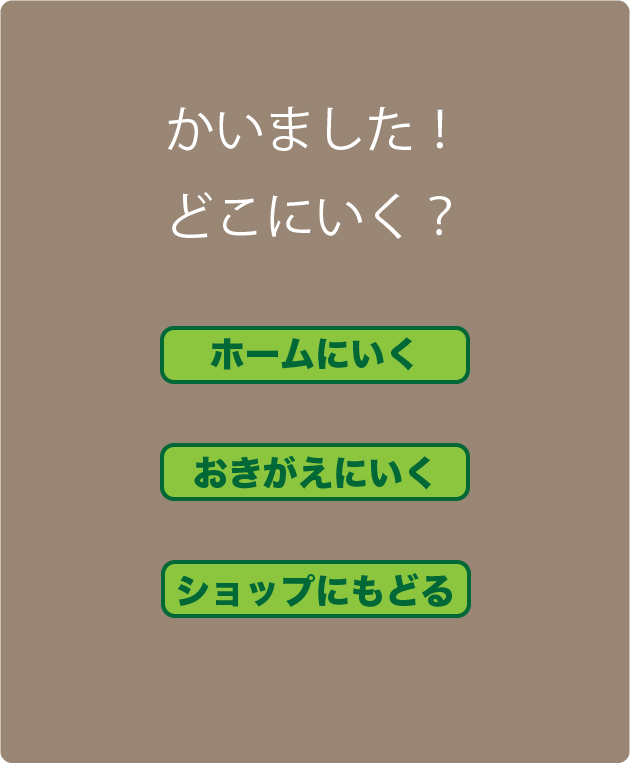 かいました！
どこにいく？
ホームにいく
おきがえにいく
ショップにもどる